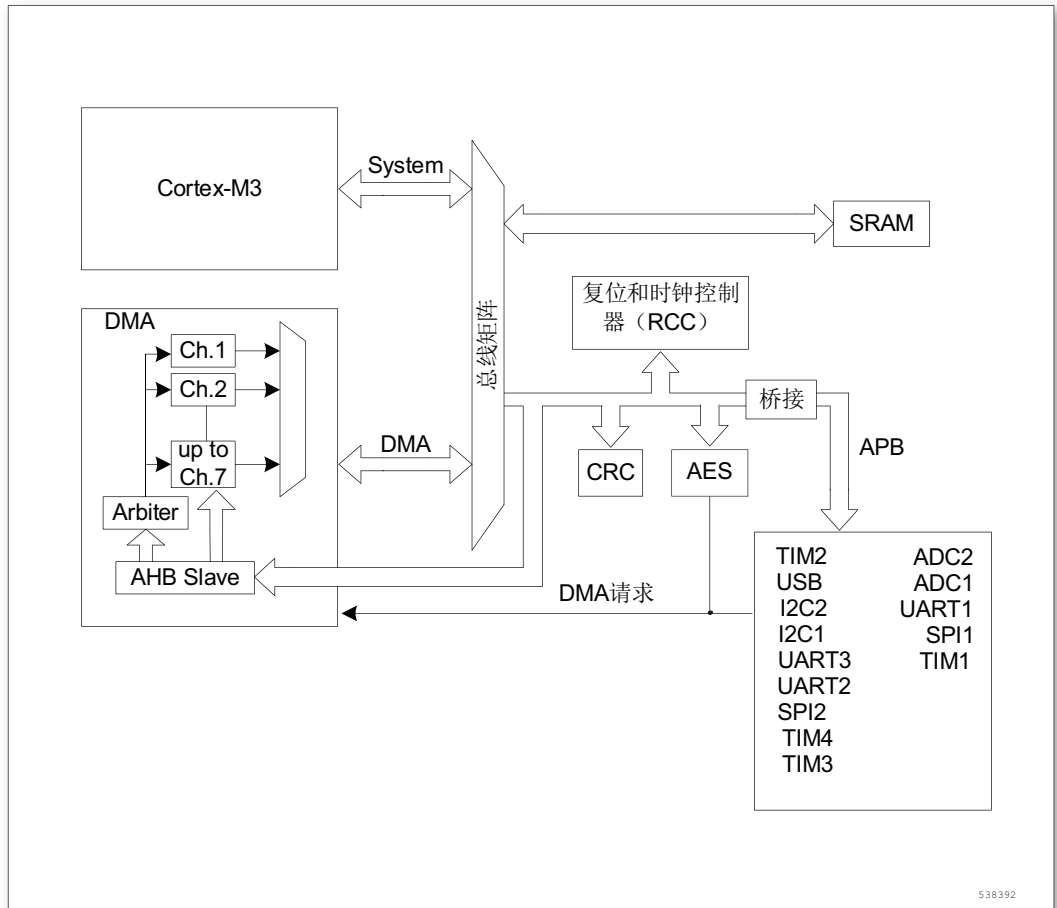 Cortex-M3
System
SRAM
复位和时钟控制
器（RCC）
总线矩阵
DMA
Ch.1
Ch.2
up to
Ch.7
Arbiter
AHB Slave
DMA
桥接
APB
CRC
AES
DMA请求
TIM2
USB
I2C2
I2C1
UART3
UART2
SPI2
TIM4
TIM3
ADC2
ADC1
UART1
SPI1
TIM1
538392